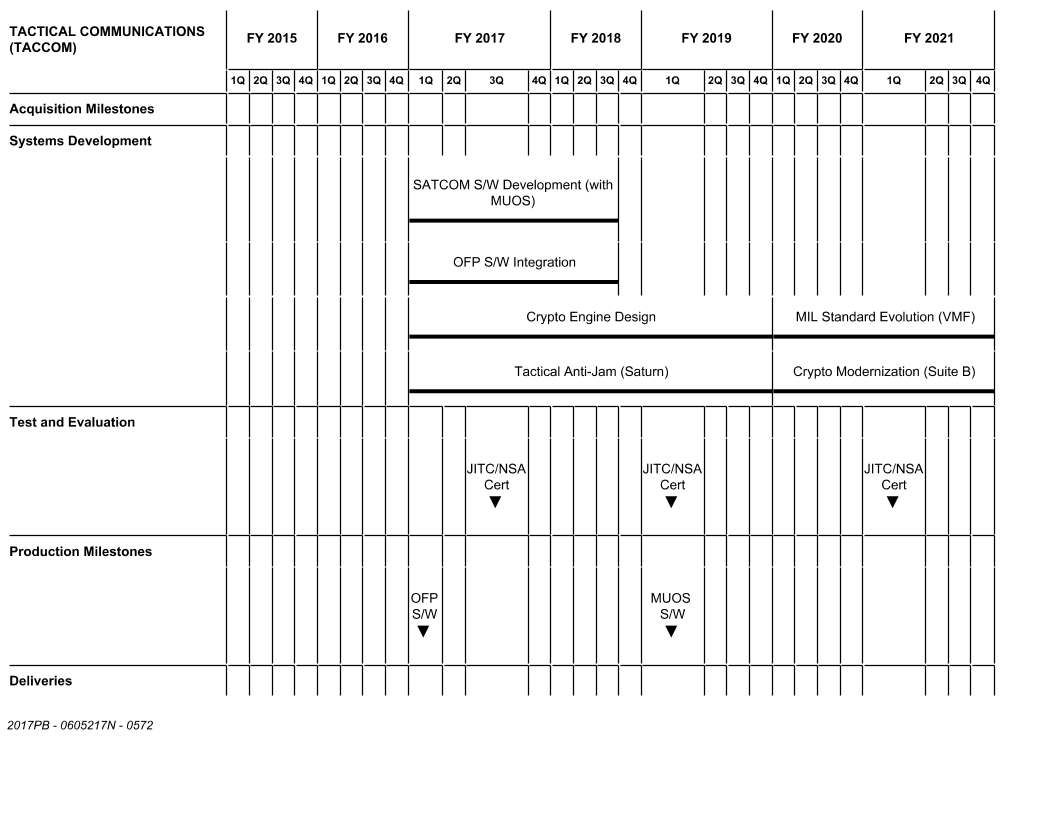 TACTICAL COMMUNICATIONS
(TACCOM)
FY 2015 FY 2016 FY 2017 FY 2018 FY 2019 FY 2020 FY 2021
1Q 2Q 3Q 4Q 1Q 2Q 3Q 4Q 1Q 2Q 3Q 4Q 1Q 2Q 3Q 4Q 1Q 2Q 3Q 4Q 1Q 2Q 3Q 4Q 1Q 2Q 3Q 4Q
Acquisition Milestones
Systems Development
SATCOM S/W Development (with
MUOS)
OFP S/W Integration
Crypto Engine Design MIL Standard Evolution (VMF)
Tactical Anti-Jam (Saturn) Crypto Modernization (Suite B)
Test and Evaluation
JITC/NSA JITC/NSA JITC/NSA
Cert Cert Cert
Production Milestones
OFP MUOS
S/W S/W
Deliveries
2017PB - 0605217N - 0572